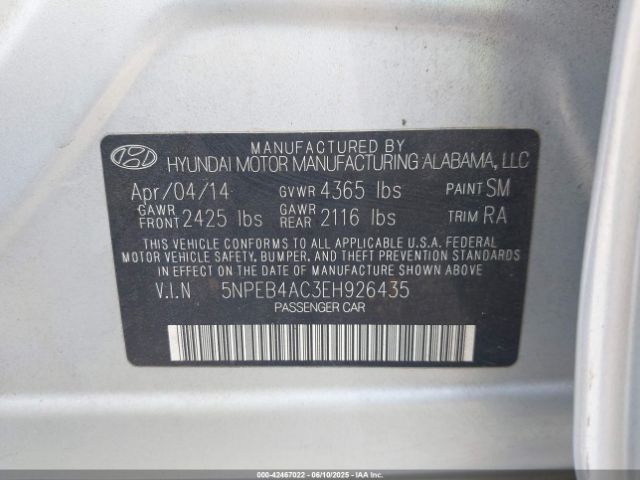 MANUFACTURED BY
HYUNDAI MOTOR MANUFACTURING ALABAMA, LLC
Apr/04/14 GVWR 4365 lbs PAINT SM
GAWR FRONT 2425 lbs GAWR REAR 2116 lbs TRIM RA
THIS VEHICLE CONFORMS TO ALL APPLICABLE U.S.A. FEDERAL
MOTOR VEHICLE SAFETY, BUMPER, AND THEFT PREVENTION STANDARDS
IN EFFECT ON THE DATE OF MANUFACTURE SHOWN ABOVE.
V.I.N 5NPEB4AC3EH926435
PASSENGER CAR
000-42467022 - 06/10/2025 - COPYRIGHT IAA, LLC